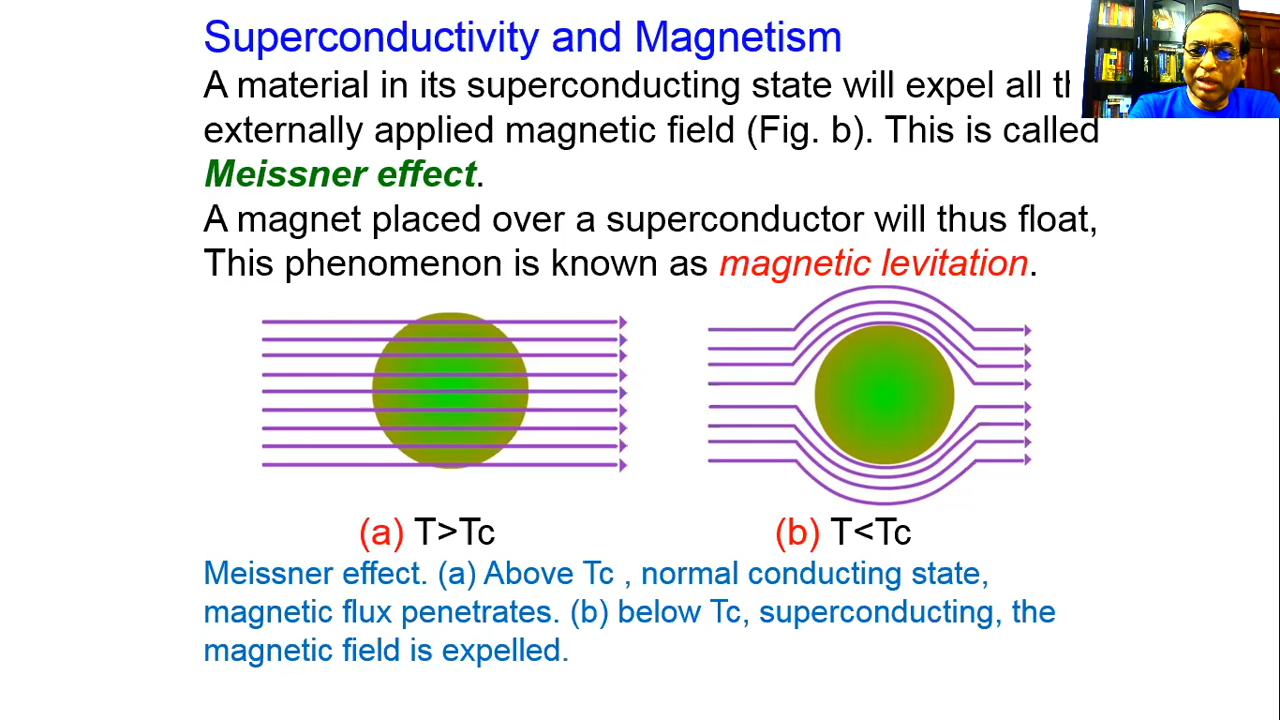 Superconductivity and Magnetism
A material in its superconducting state will expel all
externally applied magnetic field (Fig. b). This is called
Meissner effect.
A magnet placed over a superconductor will thus float,
This phenomenon is known as magnetic levitation.
(a) T>Tc
(b) T<Tc
Meissner effect. (a) Above Tc , normal conducting state,
magnetic flux penetrates. (b) below Tc, superconducting, the
magnetic field is expelled.